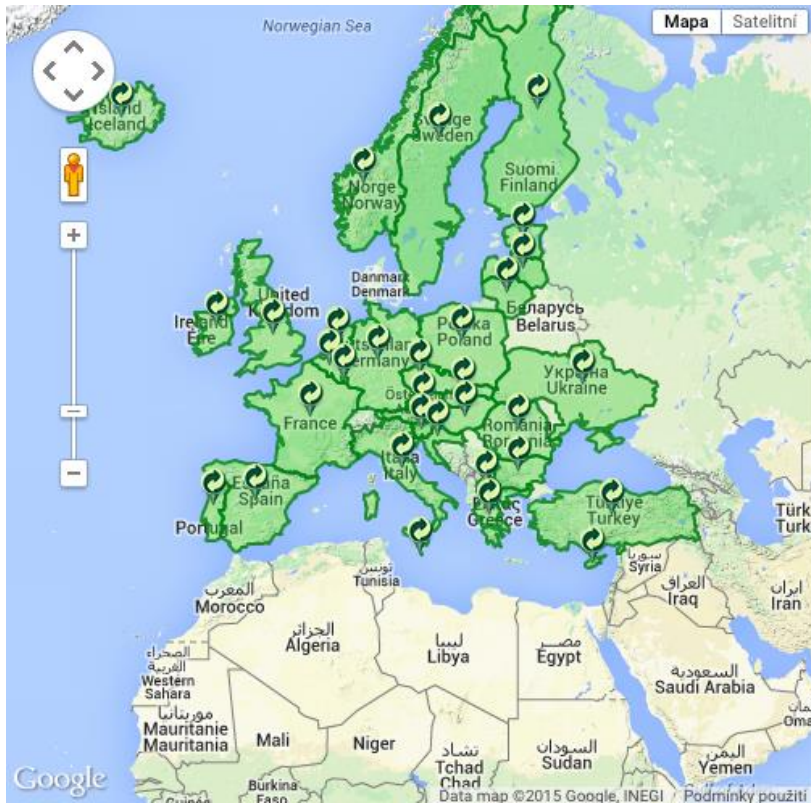 Norwegian Sea
Mapa
Satelitní
Ísland
Iceland
Sverige
Sweden
Suomi
Finland
Norge
Norway
Danmark
Denmark
United
Kingdom
Ireland
Éire
Беларусь
Belarus
Polska
Poland
Germany
Україна
Ukraine
France
România
Romania
Italia
Italy
España
Spain
Portugal
Greece
Türkiye
Turkey
تونس
Tunisia
سوريا
Syria
العراق
Iraq
ایران
Iran
المغرب
Morocco
الجزائر
Algeria
ليبيا
Libya
مصر
Egypt
السعودية
Saudi Arabia
الصحراء
الغربية
Western
Sahara
موريتانيا
Mauritanie
Mauritania
Mali
Niger
تشاد
Tchad
Chad
السودان
Sudan
اليمن
Yemen
Burkina
Faso
Google
Data map ©2015 Google, INEGI
Podmínky použití